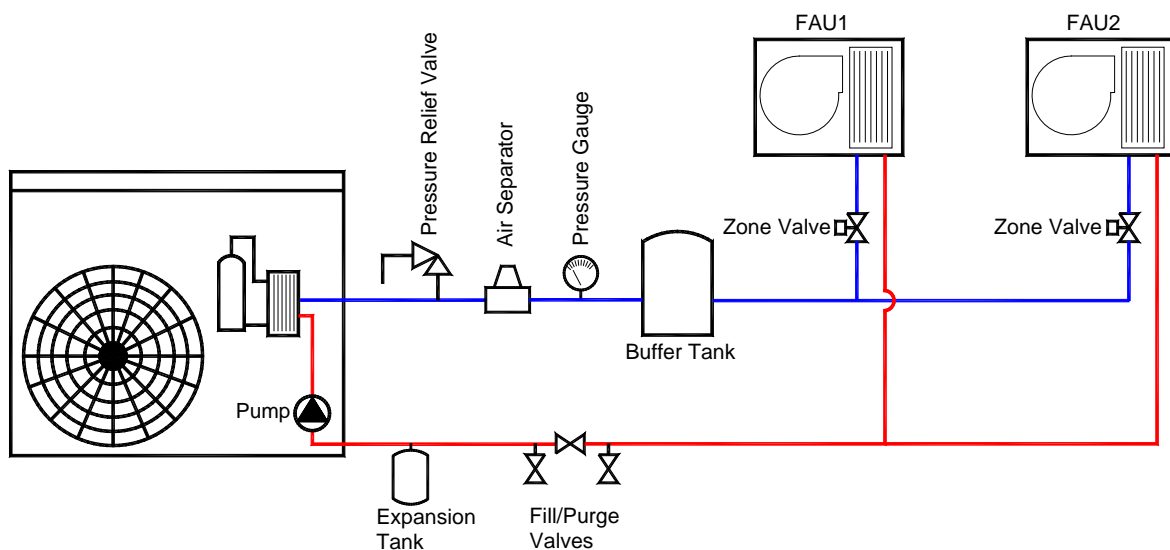 FAU1
FAU2
Pressure Relief Valve
Air Separator
Pressure Gauge
Zone Valve
Zone Valve
Buffer Tank
Pump
Expansion
Tank
Fill/Purge
Valves